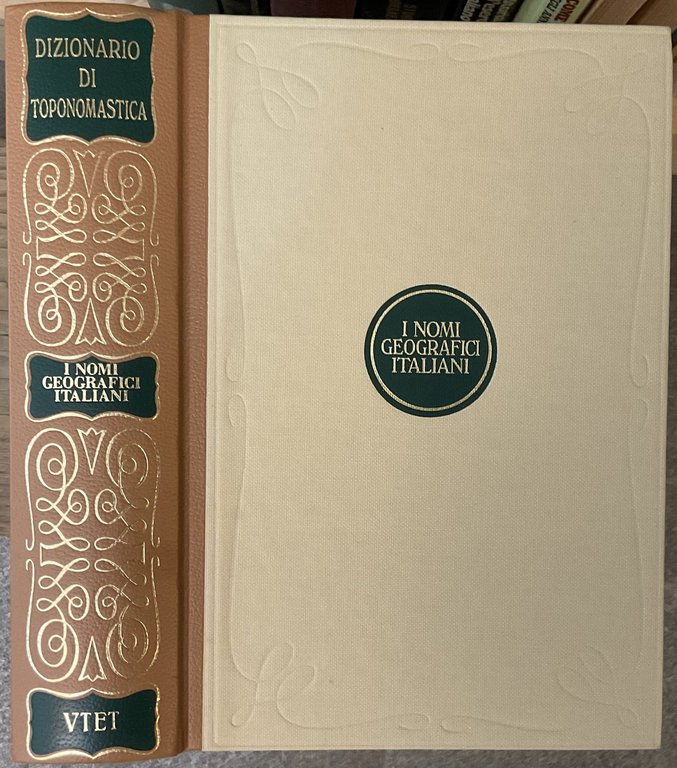 DIZIONARIO
DI
TOPONOMASTICA
I NOMI
GEOGRAFICI
ITALIANI
VTET
I NOMI
GEOGRAFICI
ITALIANI